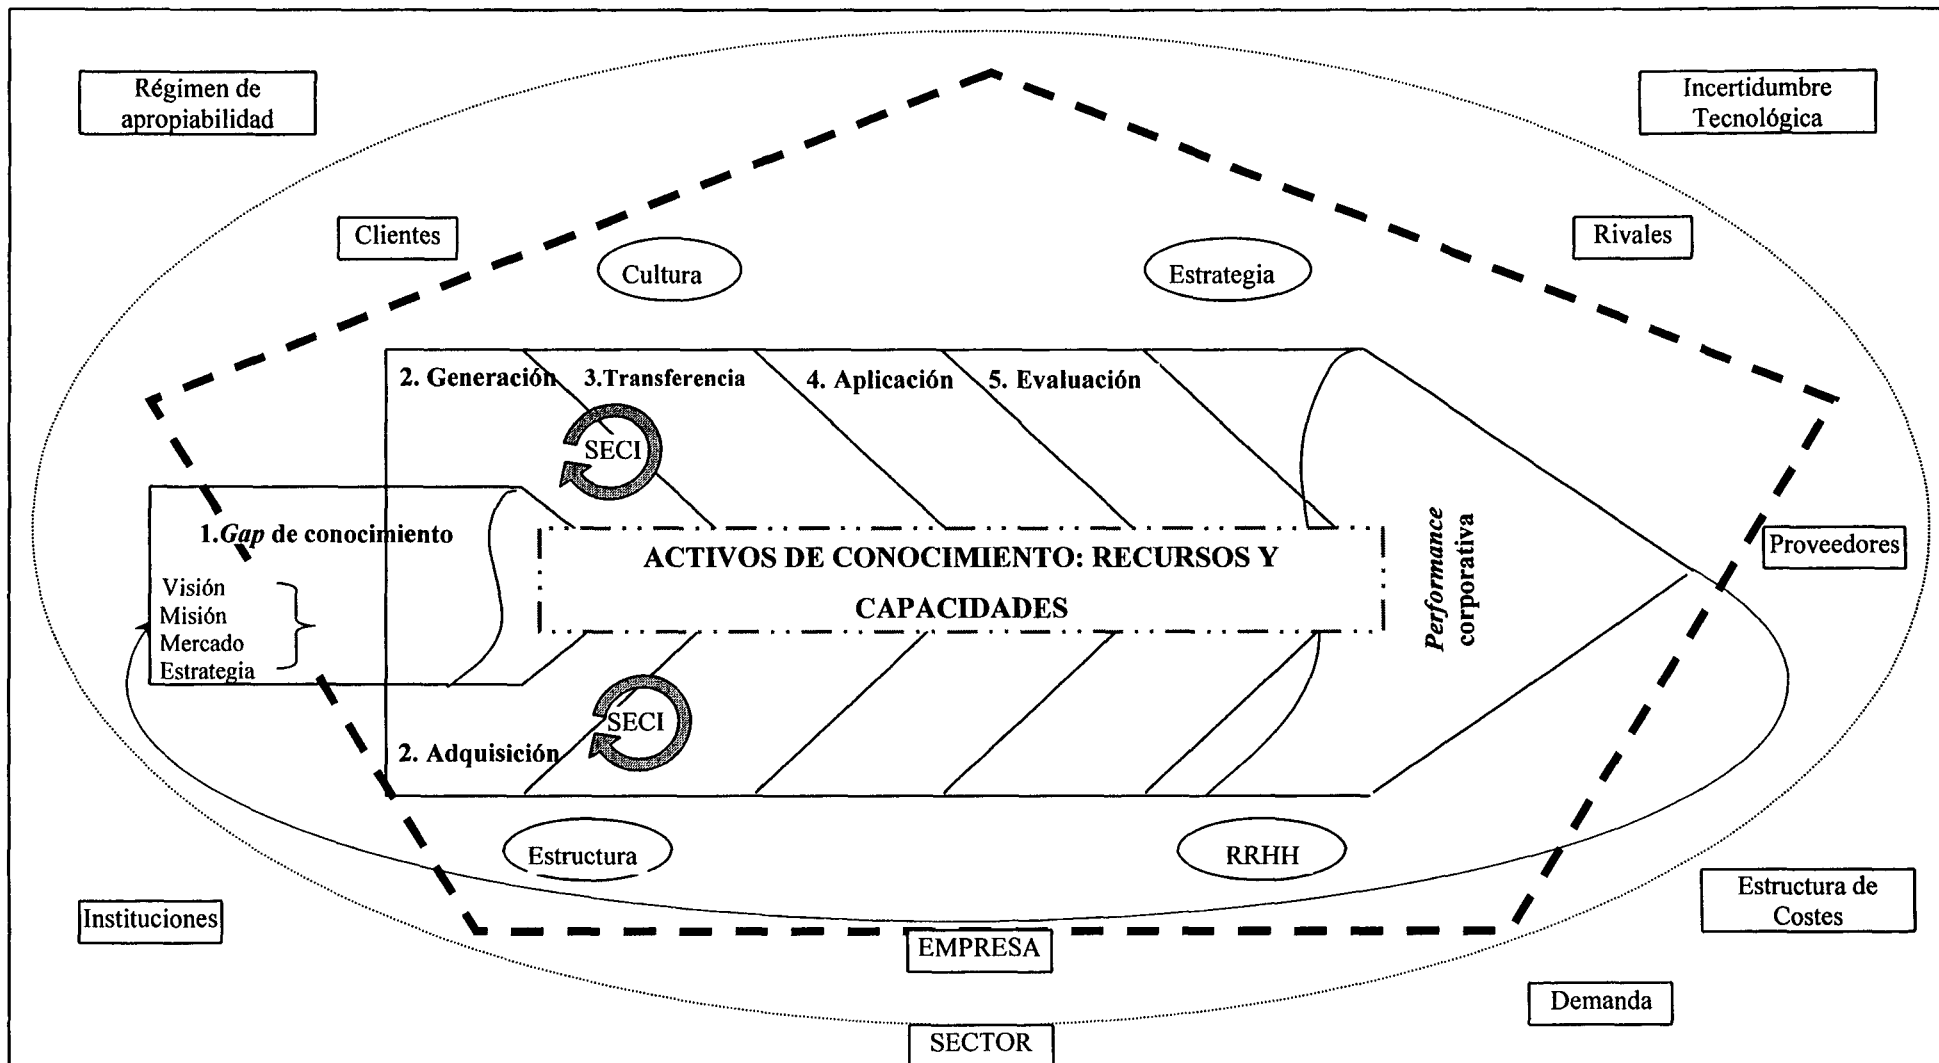 Régimen de
apropiabilidad
Incertidumbre
Tecnológica
Clientes
Rivales
Cultura
Estrategia
2. Generación
3.Transferencia
4. Aplicación
5. Evaluación
SECI
1.Gap de conocimiento
Visión
Misión
Mercado
Estrategia
ACTIVOS DE CONOCIMIENTO: RECURSOS Y
CAPACIDADES
Performance
corporativa
Proveedores
SECI
2. Adquisición
Estructura
RRHH
Instituciones
Estructura de
Costes
EMPRESA
Demanda
SECTOR